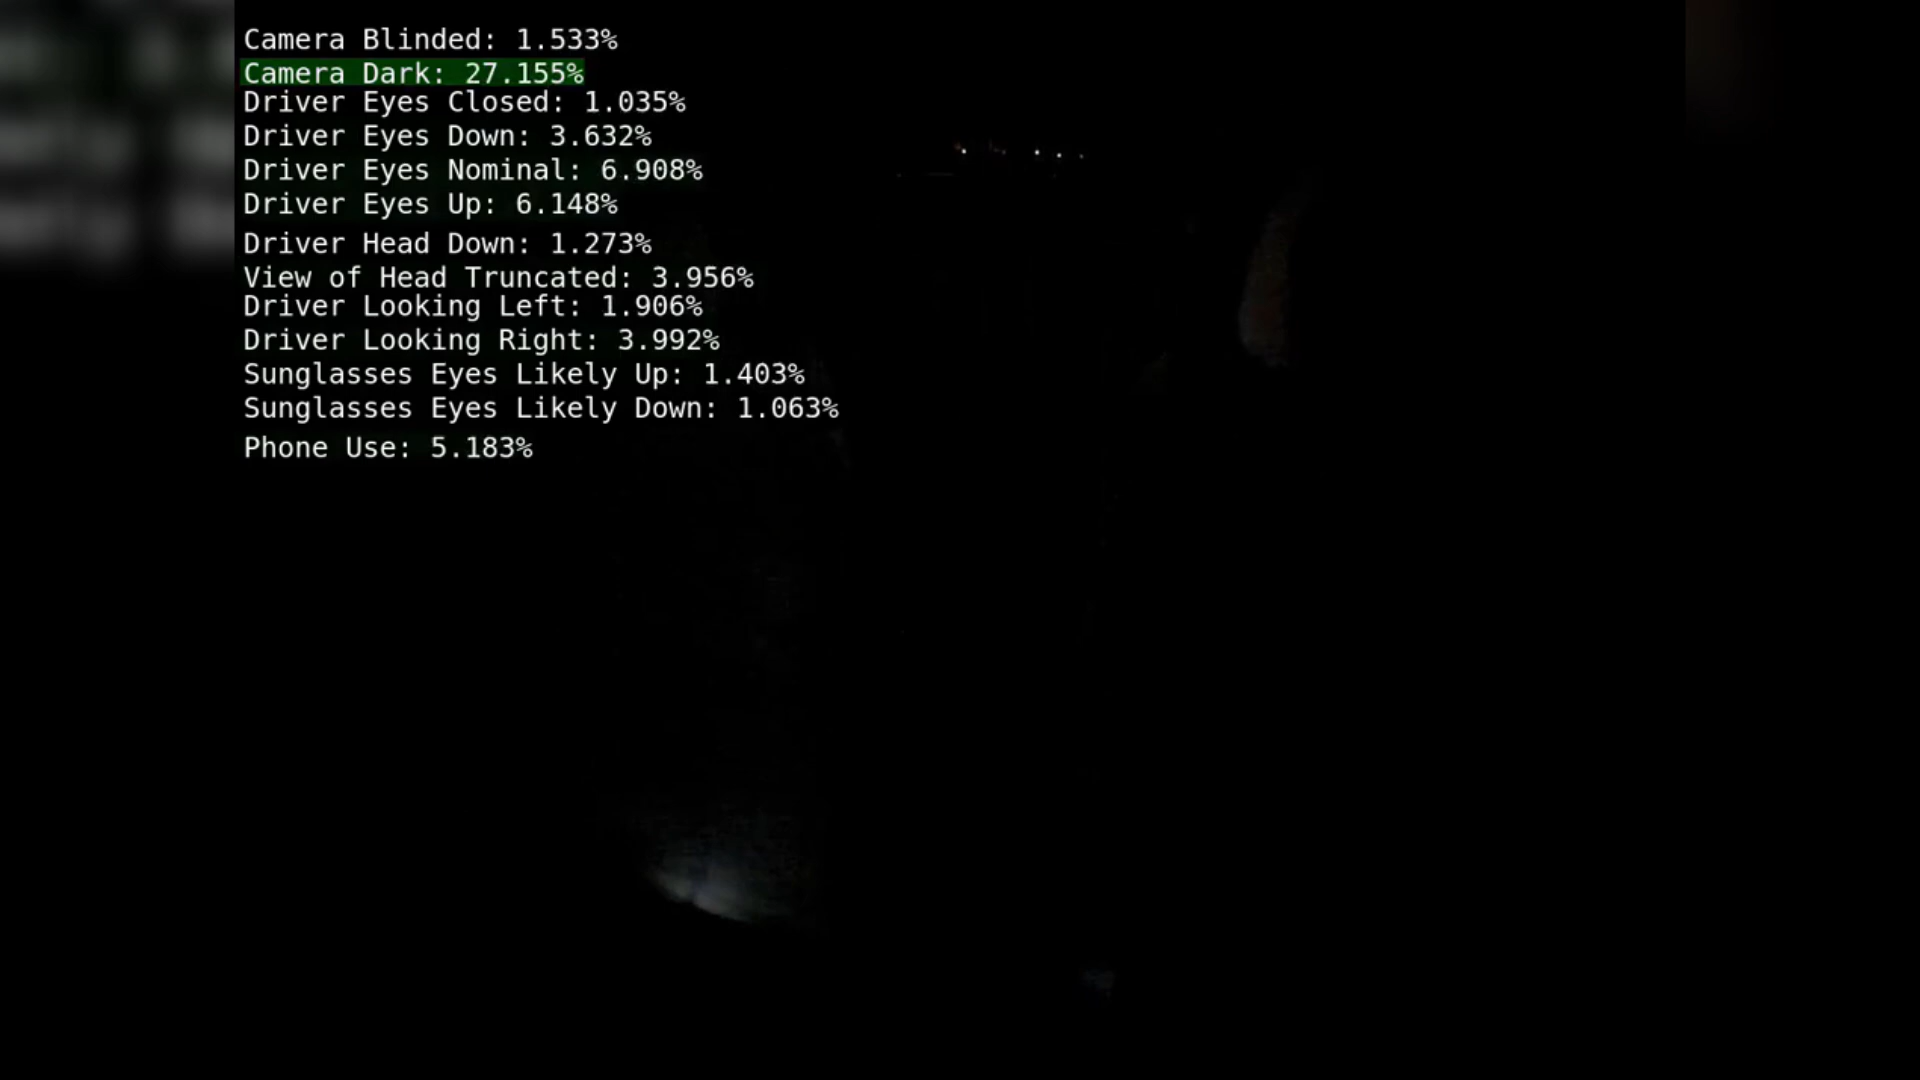 Camera Blinded: 1.533%
Camera Dark: 27.155%
Driver Eyes Closed: 1.035%
Driver Eyes Down: 3.632%
Driver Eyes Nominal: 6.908%
Driver Eyes Up: 6.148%
Driver Head Down: 1.273%
View of Head Truncated: 3.956%
Driver Looking Left: 1.906%
Driver Looking Right: 3.992%
Sunglasses Eyes Likely Up: 1.403%
Sunglasses Eyes Likely Down: 1.063%
Phone Use: 5.183%